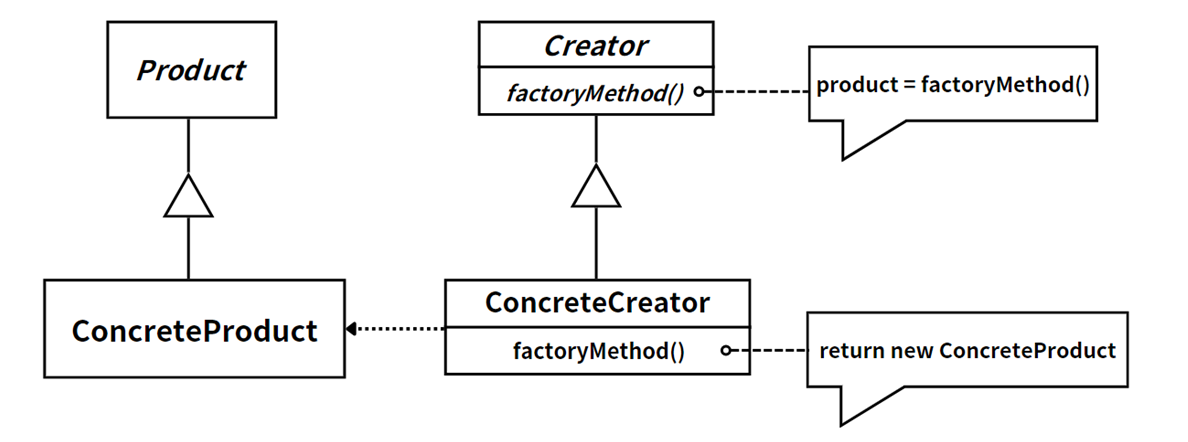 Product
Creator
factoryMethod()
product = factoryMethod()
ConcreteProduct
ConcreteCreator
factoryMethod()
return new ConcreteProduct